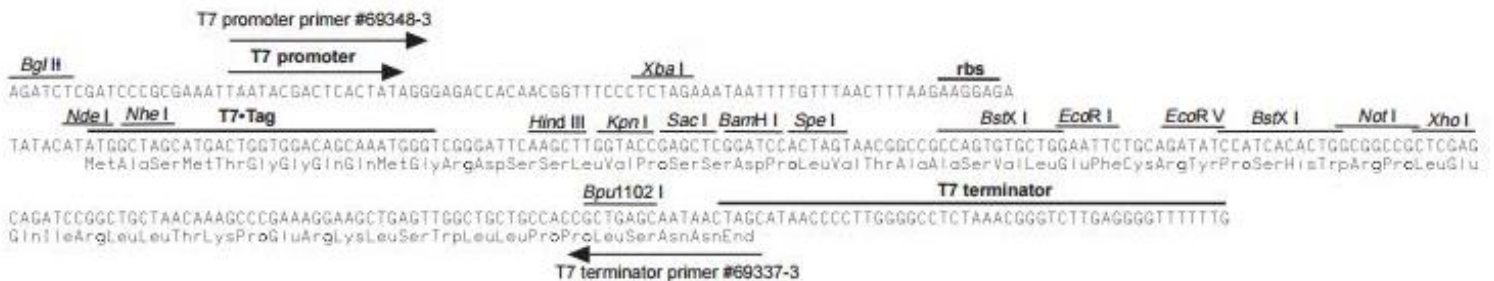 T7 promoter primer #69348-3
Bgl II T7 promoter Xba I rbs
AGATCTCGATCCCGCGAAATTAATACGACTCACTATAGGGAGACCACAACGGTTTCCCTCTAGAAATAATTTTGTTTAACTTTAAGAAGGAGA
Nde I Nhe I T7•Tag Hind III Kpn I Sac I BamH I Spe I BstX I EcoR I EcoR V BstX I Not I Xho I
TATACATATGGCTAGCATGACTGGTGGACAGCAAATGGGTCGGGATTCAAGCTTGGTACCGAGCTCGGATCCACTAGTAACGGCCGCCAGTGTGCTGGAATTCTGCAGATATCCATCACACTGGCGGCCGCTCGAG
MetAlaSerMetThrGlyGlyGlnGlnMetGlyArgAspSerSerLeuValProSerSerAspProLeuValThrAlaAlaSerValLeuGluPheCysArgTyrProSerHisTrpArgProLeuGlu
Bpu1102 I T7 terminator
CAGATCCGGCTGCTAACAAAGCCCGAAAGGAAGCTGAGTTGGCTGCTGCCACCGCTGAGCAATAACTAGCATAACCCCTTGGGGCCTCTAAACGGGTCTTGAGGGGTTTTTTG
GlnIleArgLeuLeuThrLysProGluArgLysLeuSerTrpLeuLeuProProLeuSerAsnAsnEnd
T7 terminator primer #69337-3